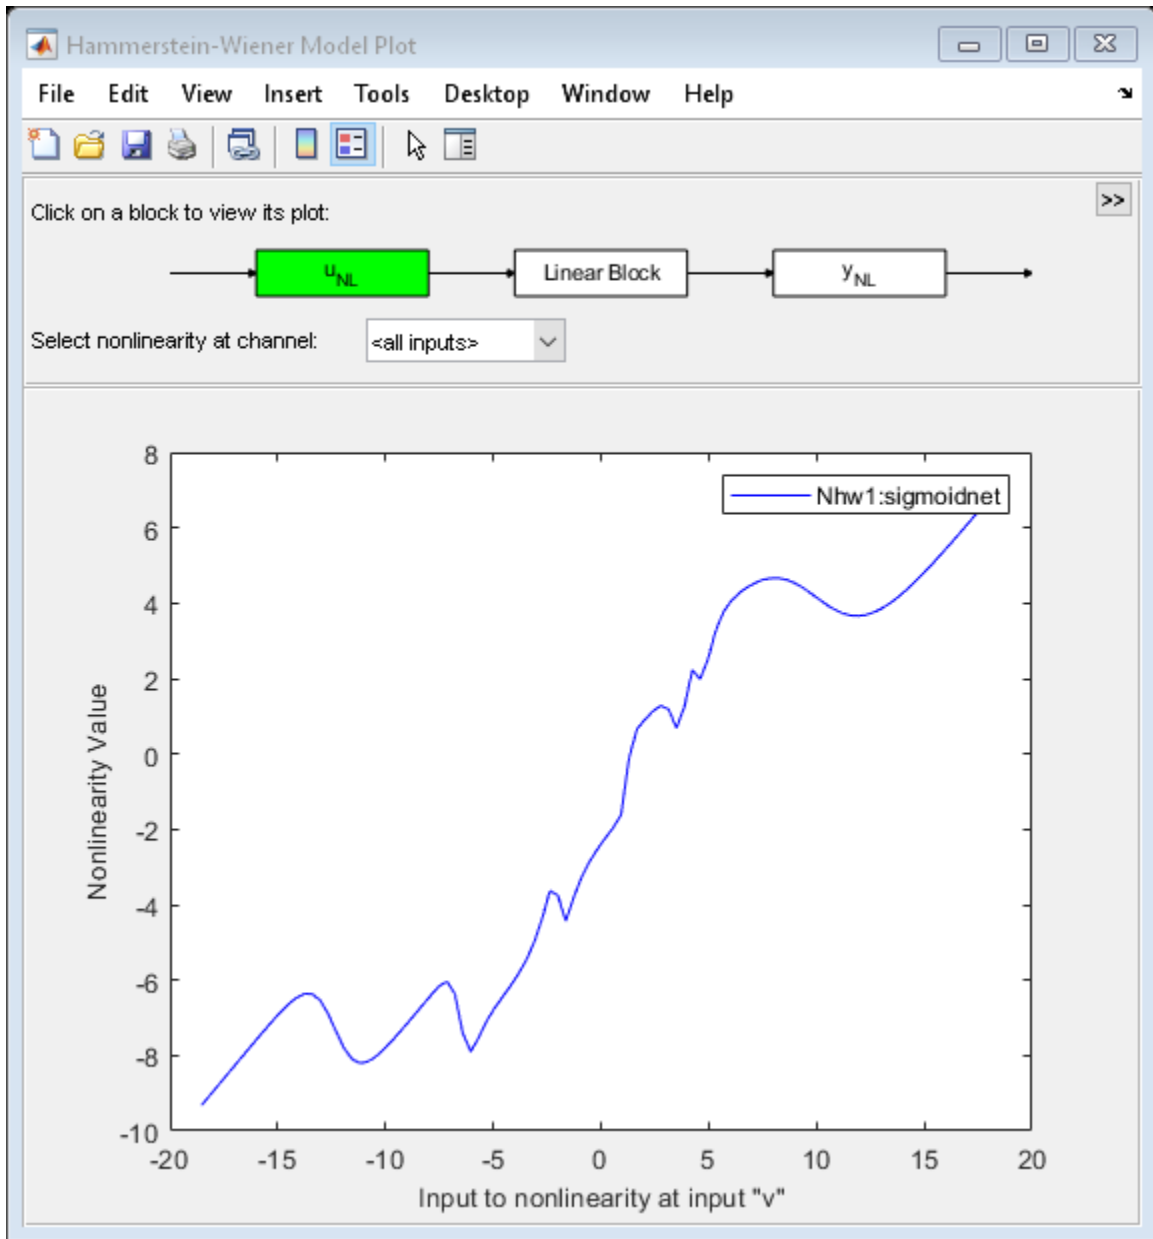 Hammerstein-Wiener Model Plot
File Edit View Insert Tools Desktop Window Help
Click on a block to view its plot:
>>
uNL Linear Block yNL
Select nonlinearity at channel: <all inputs>
8
Nhw1:sigmoidnet
6
4
2
0
-2
-4
-6
-8
-10
Nonlinearity Value
-20 -15 -10 -5 0 5 10 15 20
Input to nonlinearity at input "v"